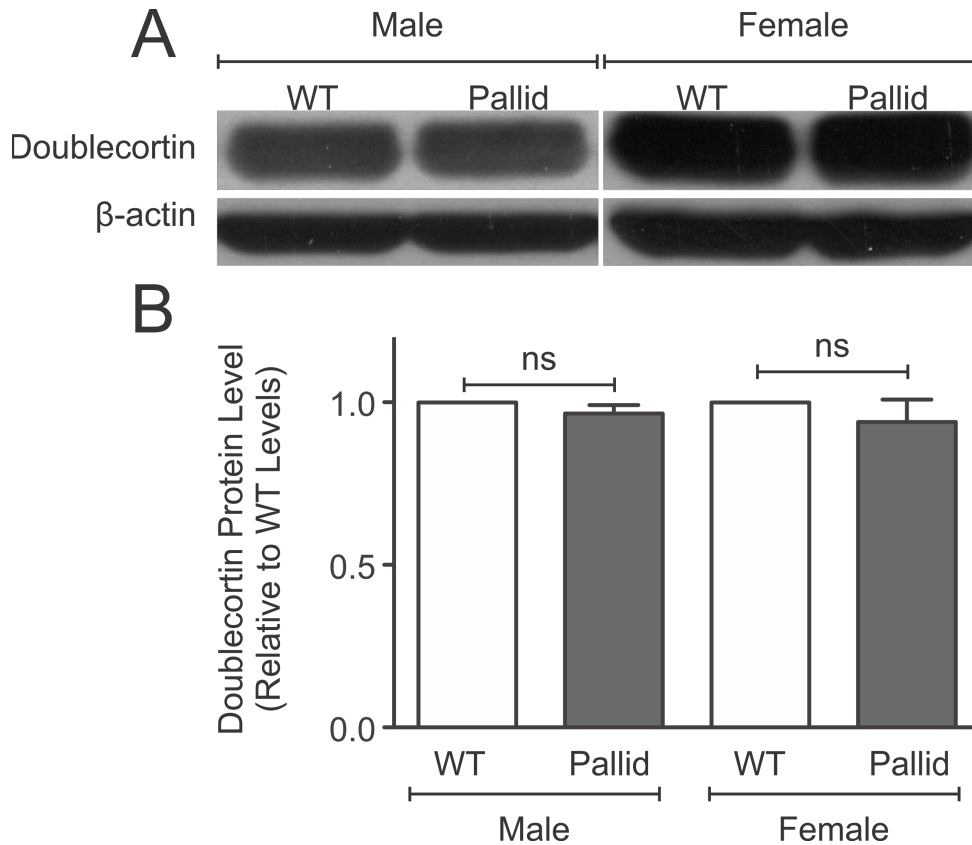 A
Male
Female
WT
Pallid
WT
Pallid
Doublecortin
β-actin
B
Doublecortin Protein Level
(Relative to WT Levels)
ns
ns
1.0
0.5
0.0
WT
Pallid
WT
Pallid
Male
Female